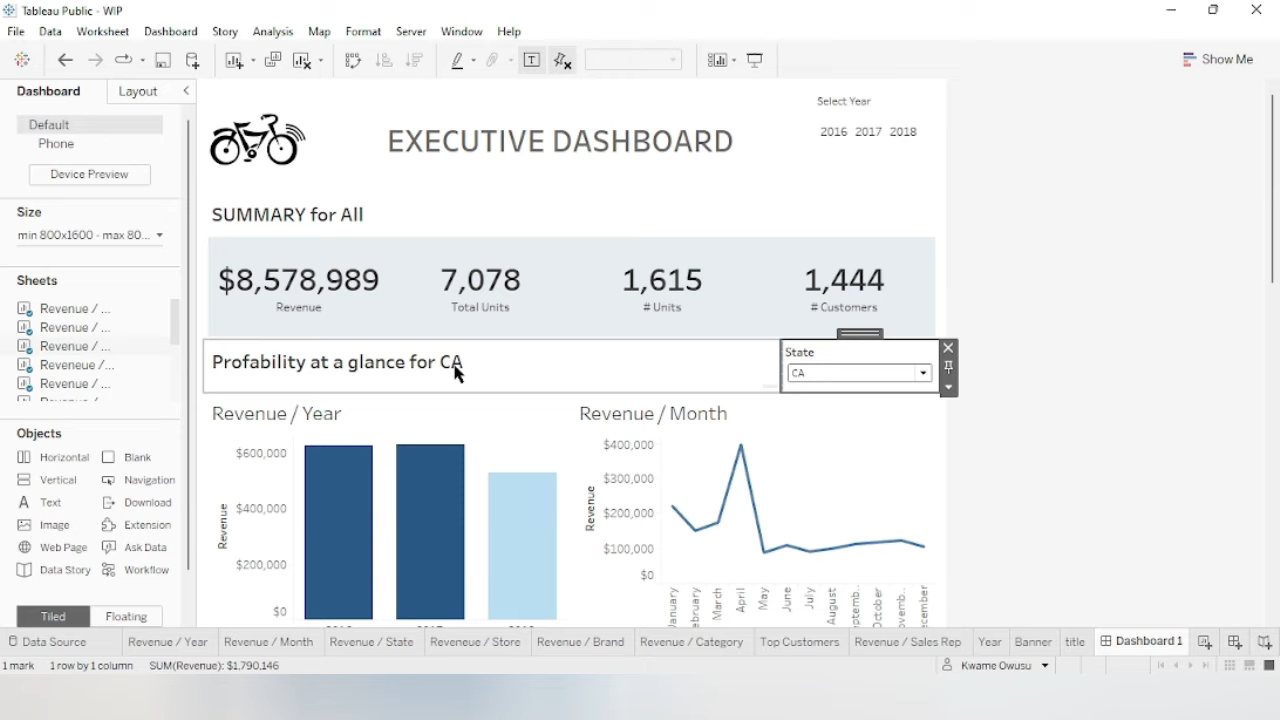 Tableau Public - WIP
File Data Worksheet Dashboard Story Analysis Map Format Server Window Help
Show Me
Dashboard Layout
Default
Phone
Device Preview
Size
min 800x1600 - max 80...
Sheets
Revenue / ...
Revenue / ...
Revenue / ...
Reveneue /...
Revenue / ...
Objects
Horizontal Blank
Vertical Navigation
A Text Download
Image Extension
Web Page Ask Data
Data Story Workflow
Tiled Floating
EXECUTIVE DASHBOARD
Select Year
2016 2017 2018
SUMMARY for All
$8,578,989 7,078 1,615 1,444
Revenue Total Units # Units # Customers
Profability at a glance for CA
State
CA
Revenue / Year
$600,000
$400,000
$200,000
$0
Revenue
Revenue / Month
$400,000
$300,000
$200,000
$100,000
$0
Revenue
March
April
May
June
July
August
Data Source Revenue / Year Revenue / Month Revenue / State Reveneue / Store Revenue / Brand Revenue / Category Top Customers Revenue / Sales Rep Year Banner title Dashboard 1
1 mark 1 row by 1 column SUM(Revenue): $1,790,146
Kwame Owusu